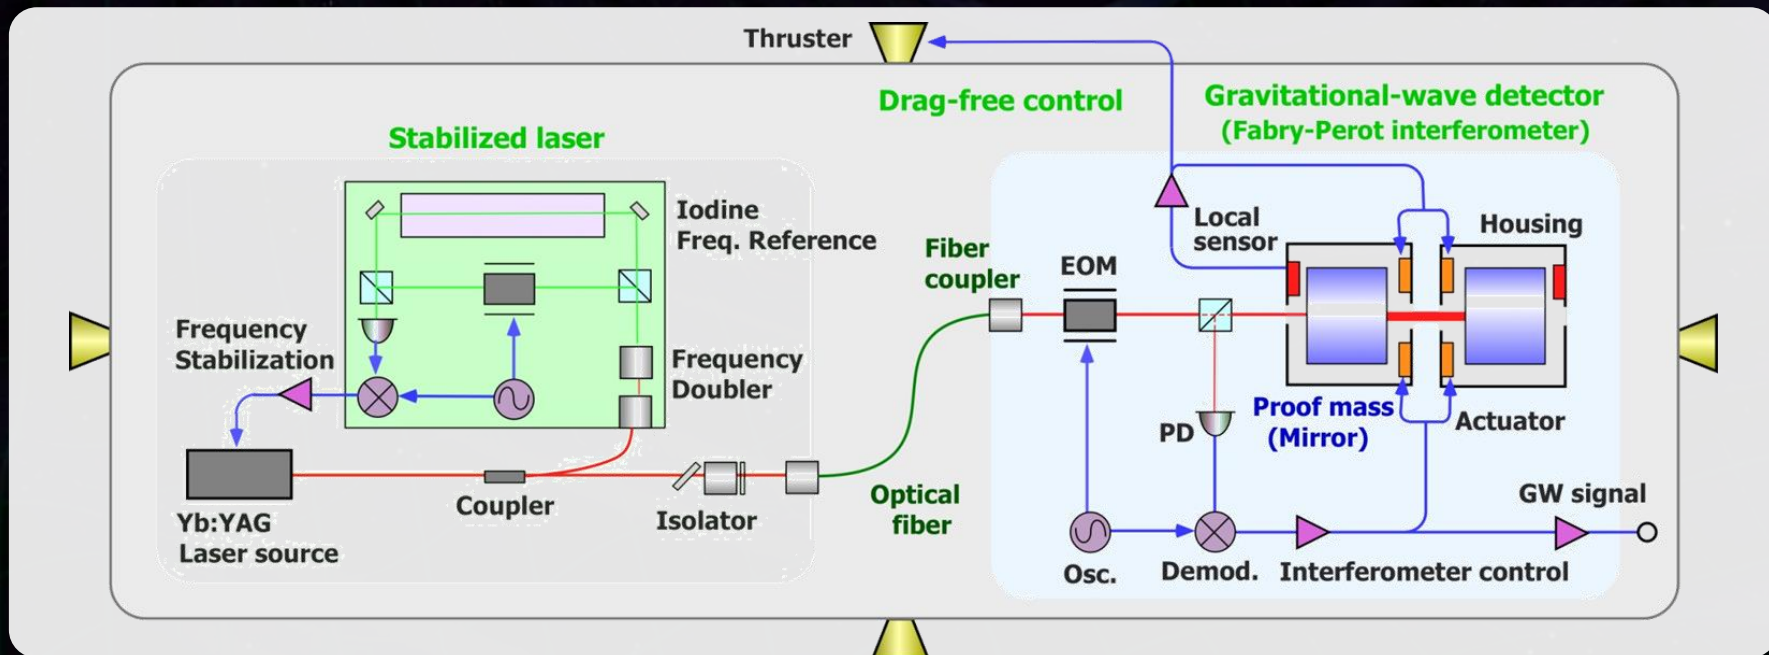 Thruster
Drag-free control
Gravitational-wave detector
(Fabry-Perot interferometer)
Stabilized laser
Iodine
Freq. Reference
Frequency
Stabilization
Frequency
Doubler
Yb:YAG
Laser source
Coupler
Isolator
Optical
fiber
Fiber
coupler
EOM
Local
sensor
Housing
Proof mass
(Mirror)
Actuator
PD
GW signal
Osc.
Demod.
Interferometer control